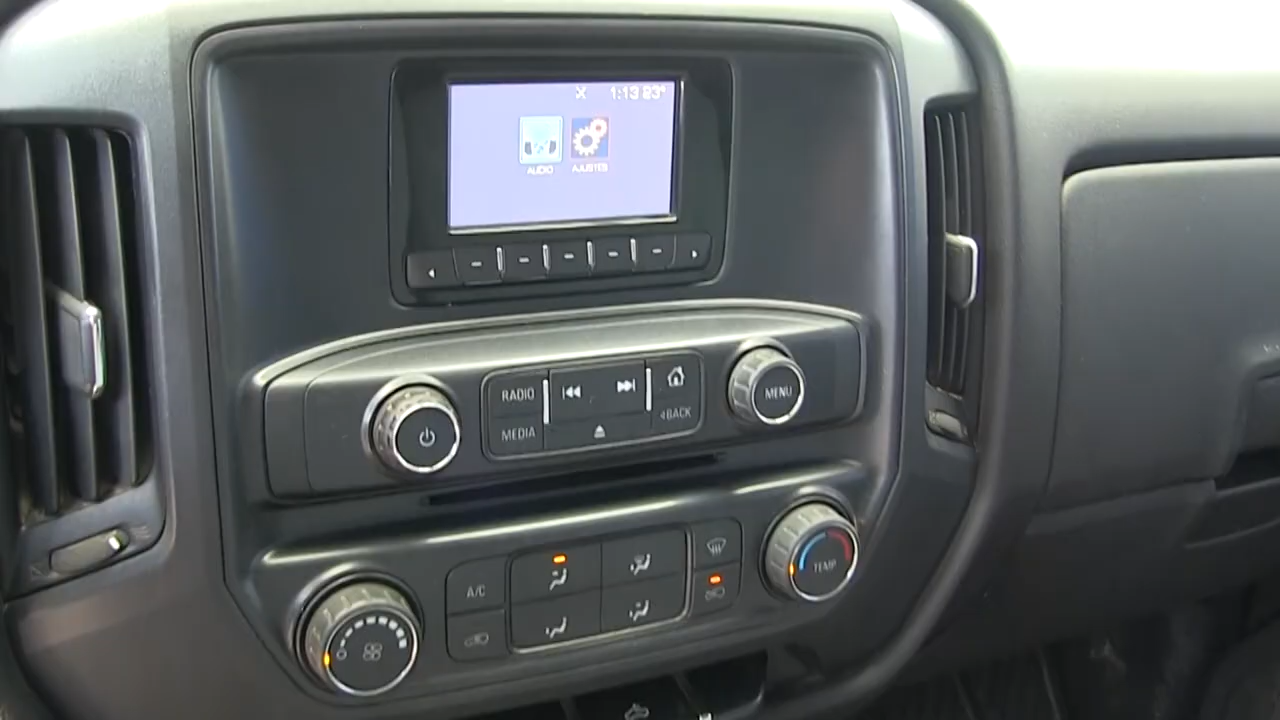 1:13 83°
AUDIO AJUSTES
RADIO
MEDIA
BACK
MENU
A/C
TEMP